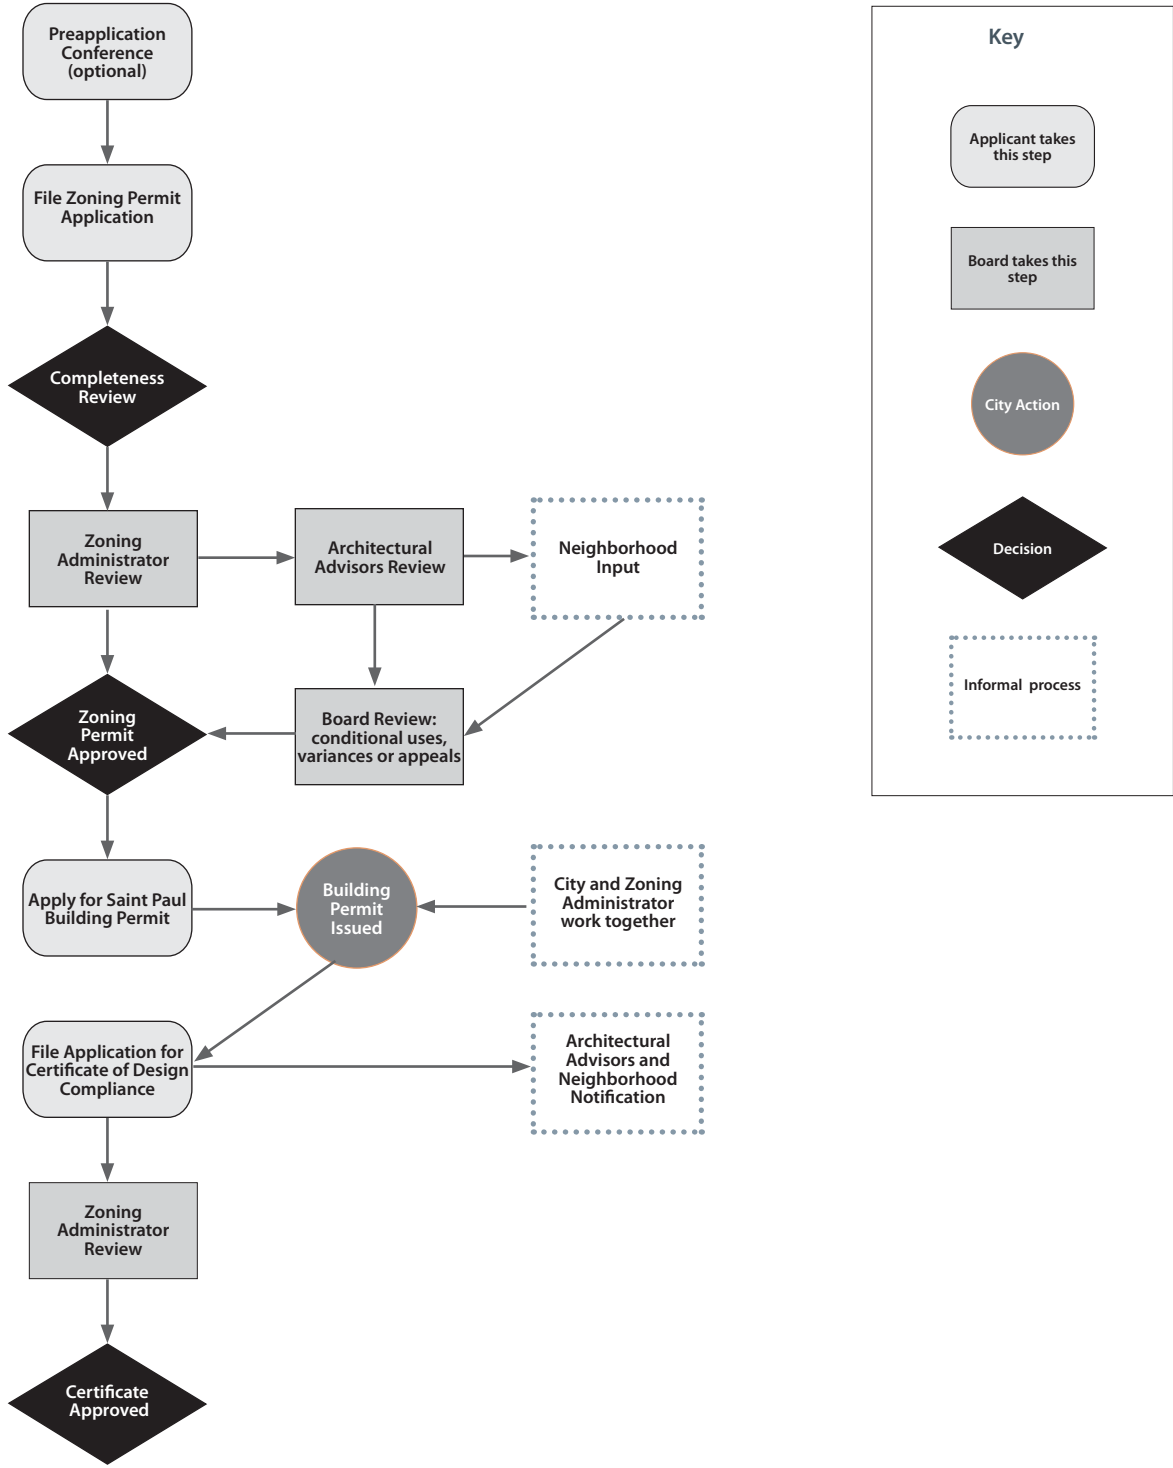 Preapplication
Conference
(optional)
File Zoning Permit
Application
Completeness
Review
Zoning
Administrator
Review
Architectural
Advisors Review
Neighborhood
Input
Zoning
Permit
Approved
Board Review:
conditional uses,
variances or appeals
Apply for Saint Paul
Building Permit
Building
Permit
Issued
City and Zoning
Administrator
work together
File Application for
Certificate of Design
Compliance
Architectural
Advisors and
Neighborhood
Notification
Zoning
Administrator
Review
Certificate
Approved
Key
Applicant takes
this step
Board takes this
step
City Action
Decision
Informal process